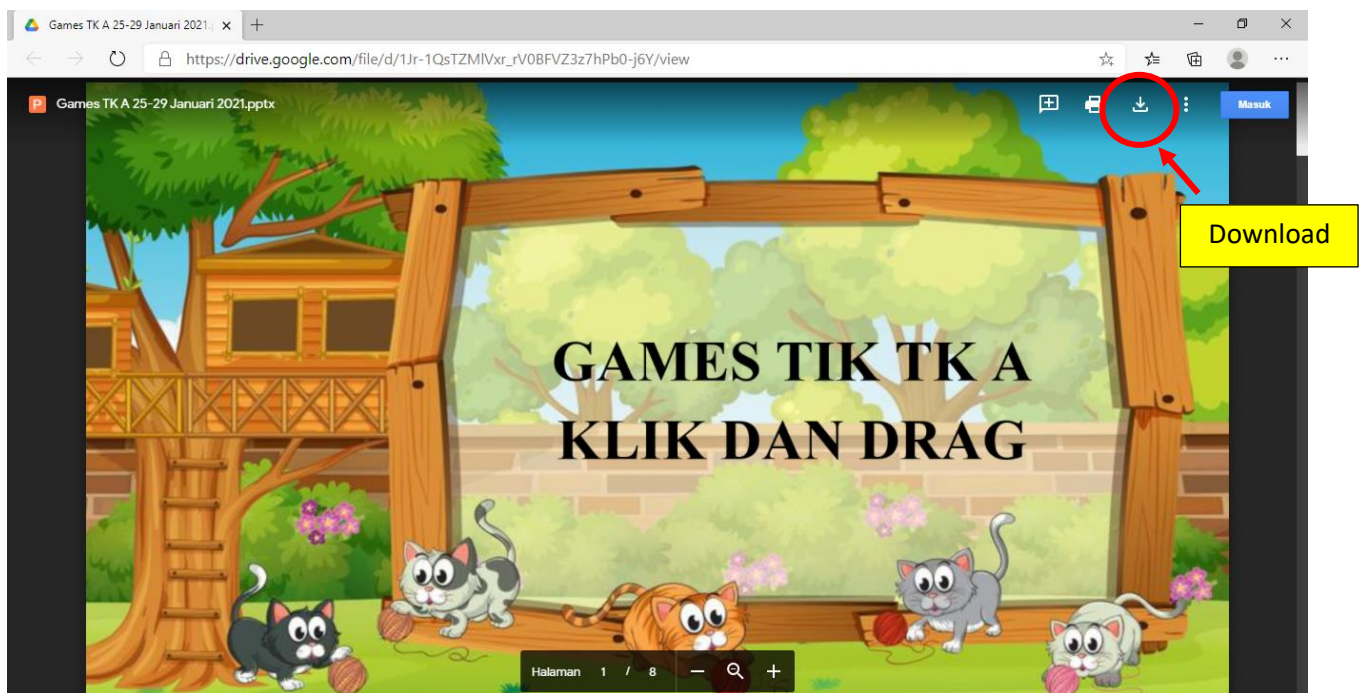 Games TK A 25-29 Januari 2021.p
https://drive.google.com/file/d/1Jr-1QsTZMlVxr_rV0BFVZ3z7hPb0-j6Y/view
P Games TK A 25-29 Januari 2021.pptx
Masuk
Download
GAMES TIK TK A
KLIK DAN DRAG
Halaman 1 / 8